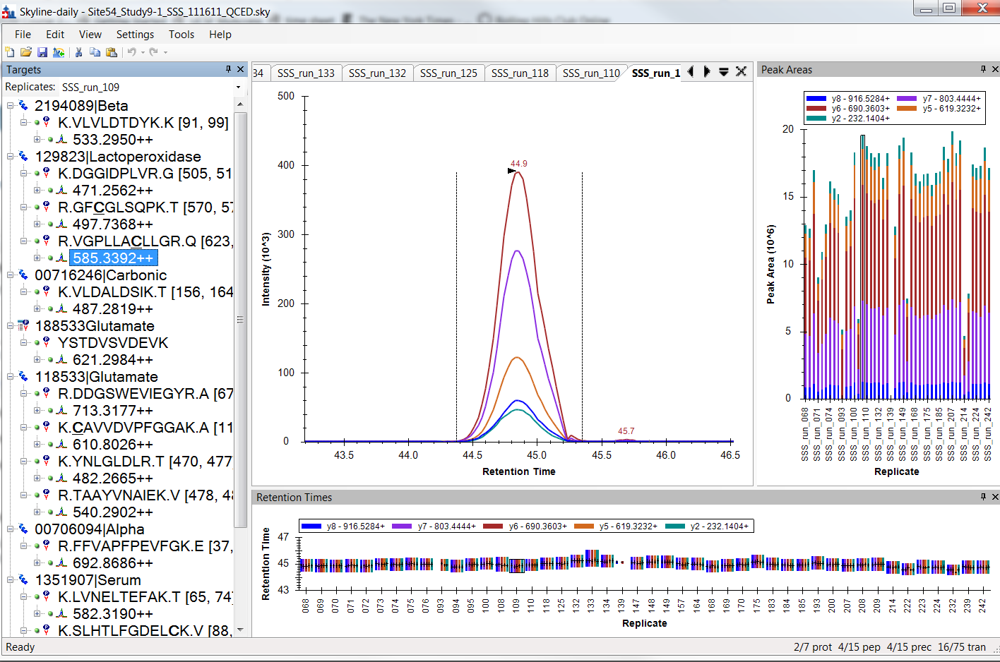 Skyline-daily - Site54_Study9-1_SSS_111611_QCED.sky
File Edit View Settings Tools Help
Targets
Replicates: SSS_run_109
2194089|Beta
K.VLVLDTDYK.K [91, 99]
533.2950++
129823|Lactoperoxidase
K.DGGIDPLVR.G [505, 51
471.2562++
R.GFCGLSQPK.T [570, 57
497.7368++
R.VGPLLACLLGR.Q [623,
585.3392++
00716246|Carbonic
K.VLDALDSIK.T [156, 164
487.2819++
188533Glutamate
YSTDVSVDEVK
621.2984++
118533|Glutamate
R.DDGSWEVIEGYR.A [67
713.3177++
K.CAVVDVPFGGAK.A [11
610.8026++
K.YNLGLDLR.T [470, 477
482.2665++
R.TAAYVNAIEK.V [478, 48
540.2902++
00706094|Alpha
R.FFVAPFPEVFGK.E [37,
692.8686++
1351907|Serum
K.LVNELTEFAK.T [65, 74]
582.3190++
K.SLHTLFGDELCK.V [88,
34 SSS_run_133 SSS_run_132 SSS_run_125 SSS_run_118 SSS_run_110 SSS_run_1
500
400
300
200
100
0
Intensity (10^3)
44.9
45.7
43.5 44.0 44.5 45.0 45.5 46.0 46.5
Retention Time
Peak Areas
y8 - 916.5284+ y7 - 803.4444+
y6 - 690.3603+ y5 - 619.3232+
y2 - 232.1404+
20
15
10
5
0
Peak Area (10^6)
SSS_run_068 SSS_run_071 SSS_run_074 SSS_run_093 SSS_run_100 SSS_run_110 SSS_run_132 SSS_run_139 SSS_run_149 SSS_run_168 SSS_run_175 SSS_run_185 SSS_run_207 SSS_run_214 SSS_run_224 SSS_run_242
Replicate
Retention Times
y8 - 916.5284+ y7 - 803.4444+ y6 - 690.3603+ y5 - 619.3232+ y2 - 232.1404+
47
45
43
Retention Time
068 069 070 071 072 073 074 075 076 093 094 095 100 108 109 110 118 125 132 133 134 139 147 148 149 157 164 168 169 170 175 183 184 185 193 200 207 208 209 214 222 223 224 232 239 242
Replicate
Ready
2/7 prot 4/15 pep 4/15 prec 16/75 tran